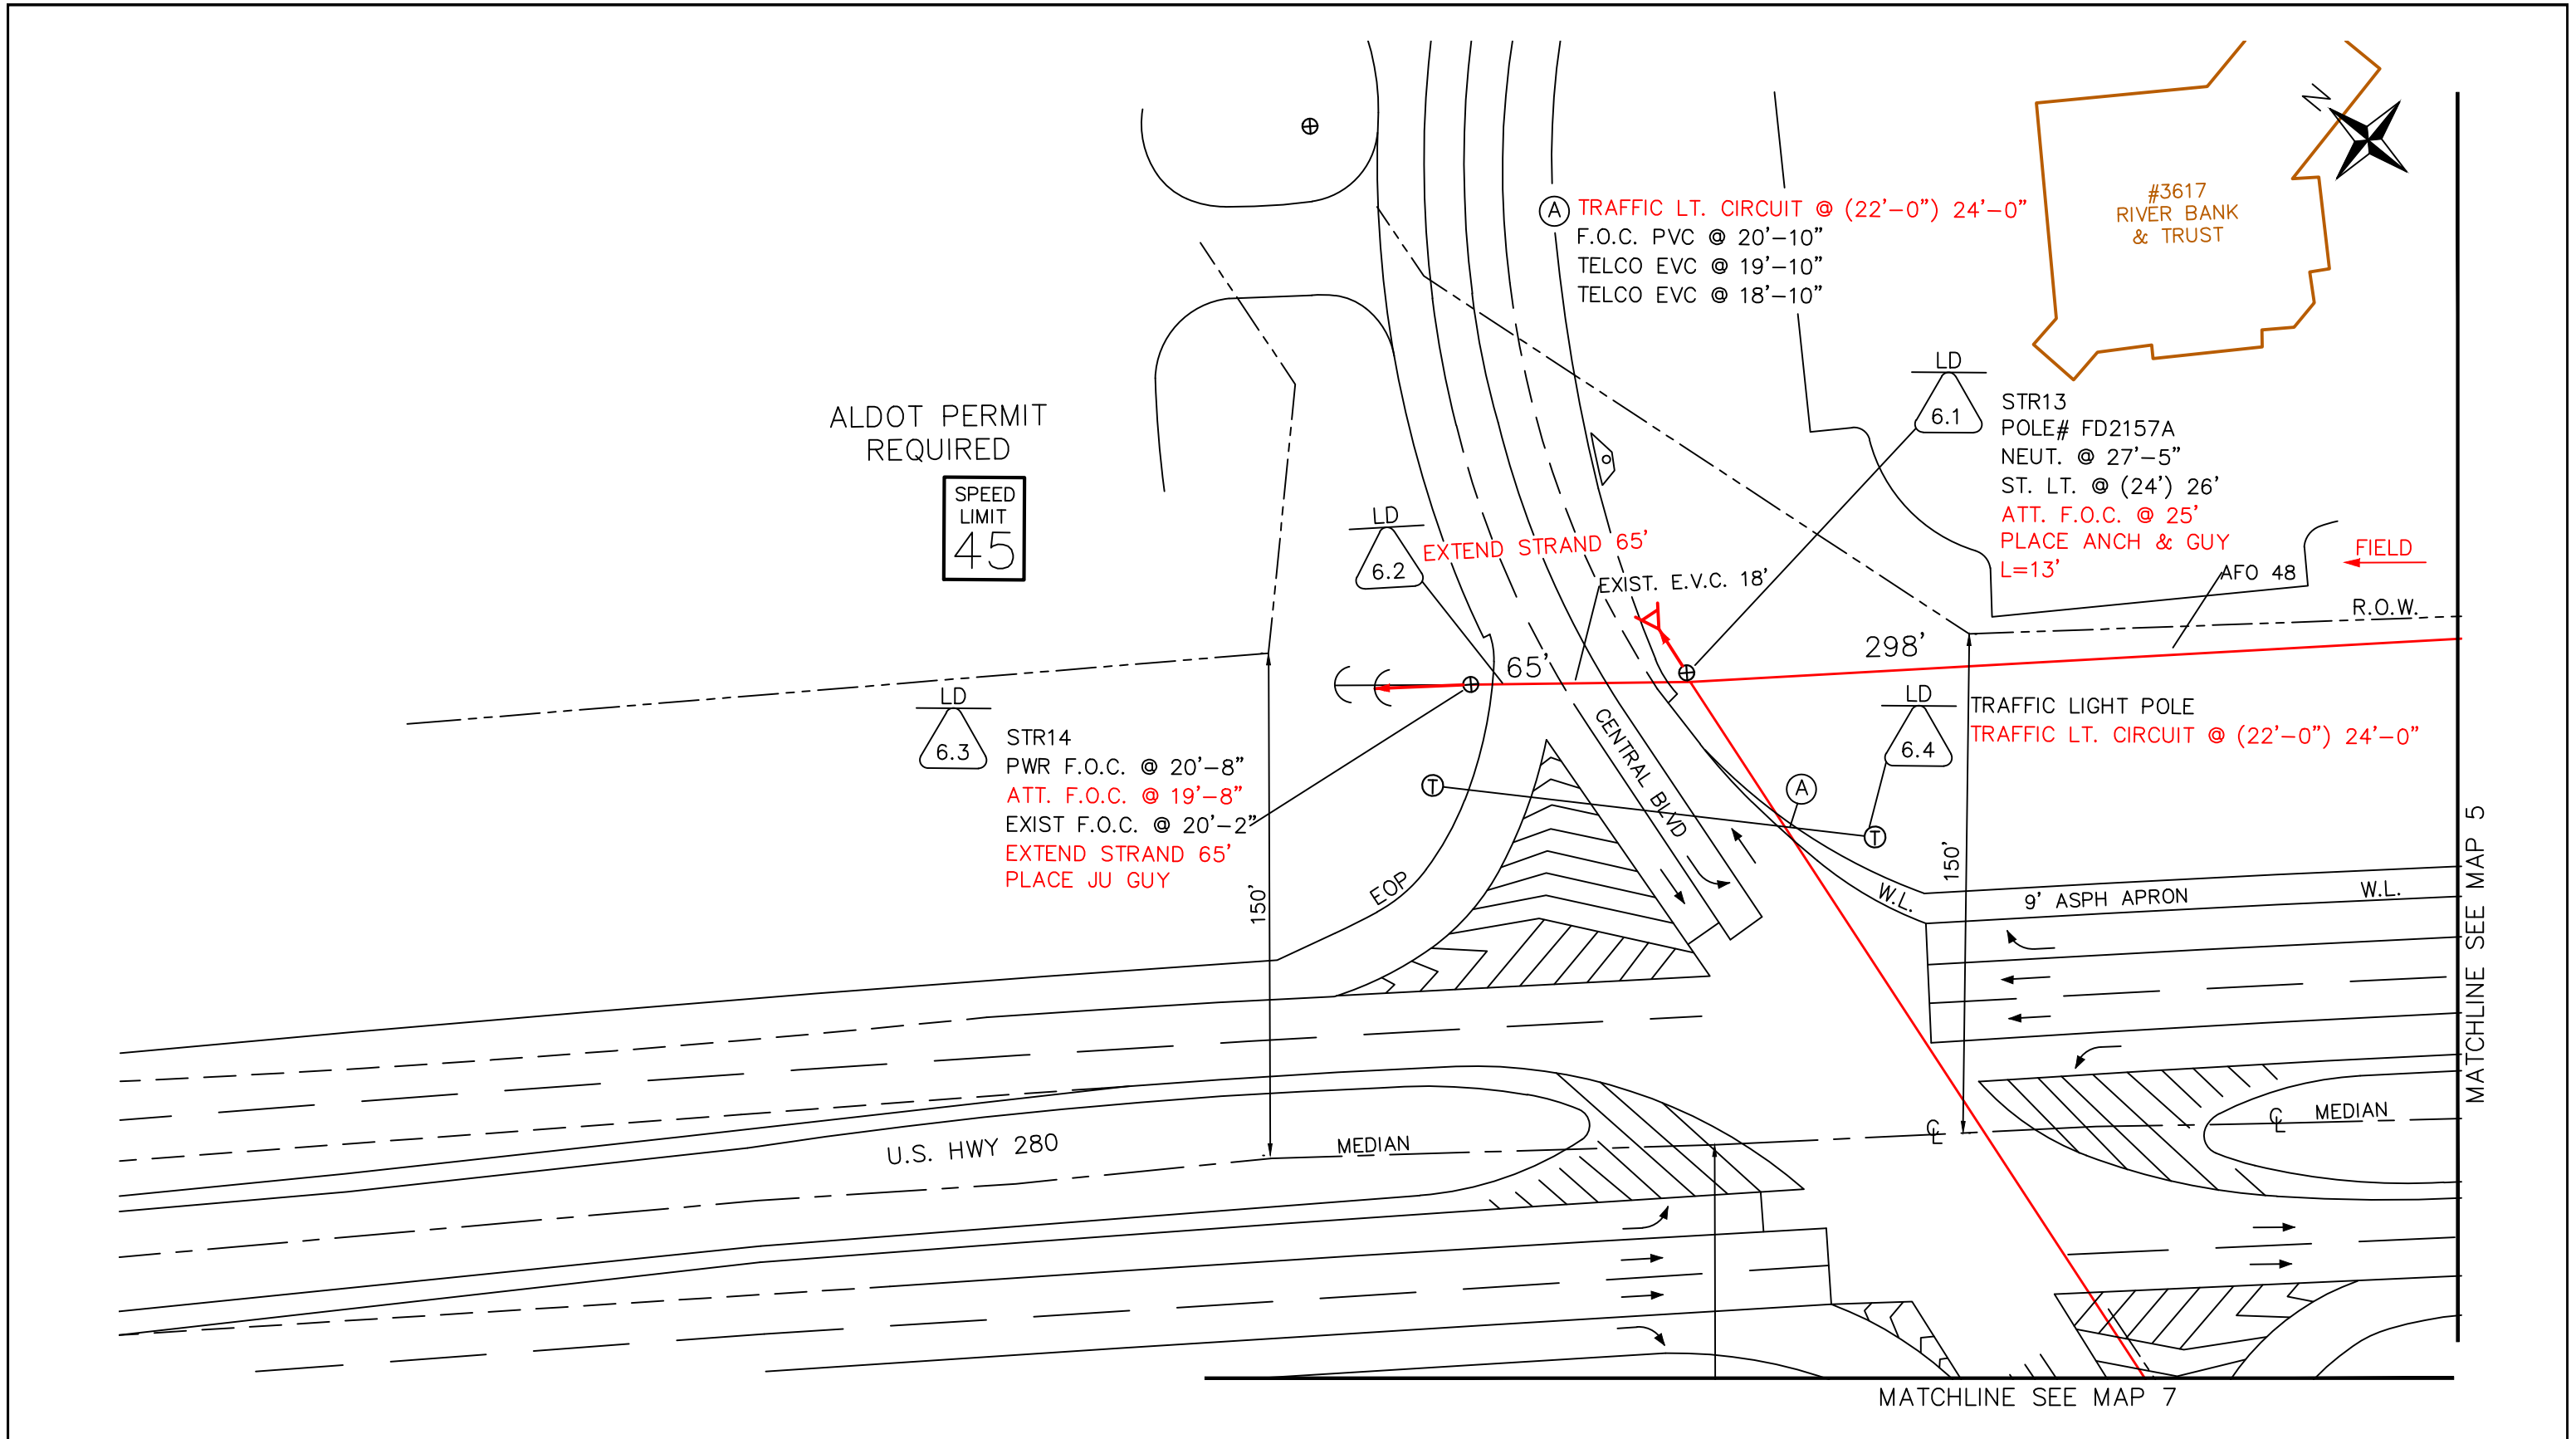 N
#3617
RIVER BANK
& TRUST
A TRAFFIC LT. CIRCUIT @ (22'-0") 24'-0"
F.O.C. PVC @ 20'-10"
TELCO EVC @ 19'-10"
TELCO EVC @ 18'-10"
ALDOT PERMIT
REQUIRED
SPEED
LIMIT
45
LD
6.1
STR13
POLE# FD2157A
NEUT. @ 27'-5"
ST. LT. @ (24') 26'
ATT. F.O.C. @ 25'
PLACE ANCH & GUY
L=13'
LD
6.2
EXTEND STRAND 65'
EXIST. E.V.C. 18'
FIELD
AFO 48
R.O.W.
65'
298'
LD
6.3
STR14
PWR F.O.C. @ 20'-8"
ATT. F.O.C. @ 19'-8"
EXIST F.O.C. @ 20'-2"
EXTEND STRAND 65'
PLACE JU GUY
LD
6.4
TRAFFIC LIGHT POLE
TRAFFIC LT. CIRCUIT @ (22'-0") 24'-0"
CENTRAL BLVD
T
A
T
150'
150'
EOP
W.L.
9' ASPH APRON
W.L.
MATCHLINE SEE MAP 5
U.S. HWY 280
MEDIAN
CL
CL
MEDIAN
MATCHLINE SEE MAP 7